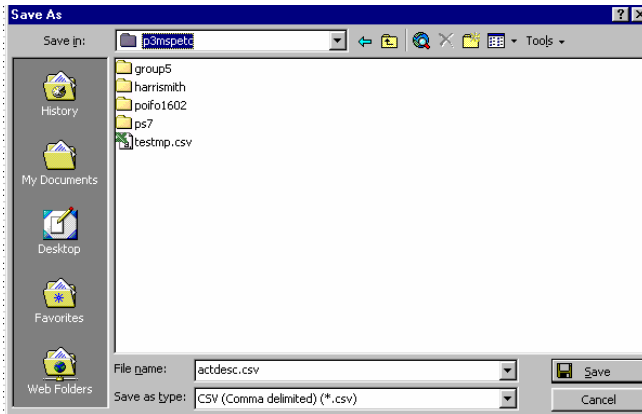 Save As
Save in:
p3mspetc
Tools
History
My Documents
Desktop
Favorites
Web Folders
group5
harrismith
poifo1602
ps7
testmp.csv
File name:
actdesc.csv
Save
Save as type:
CSV (Comma delimited) (*.csv)
Cancel